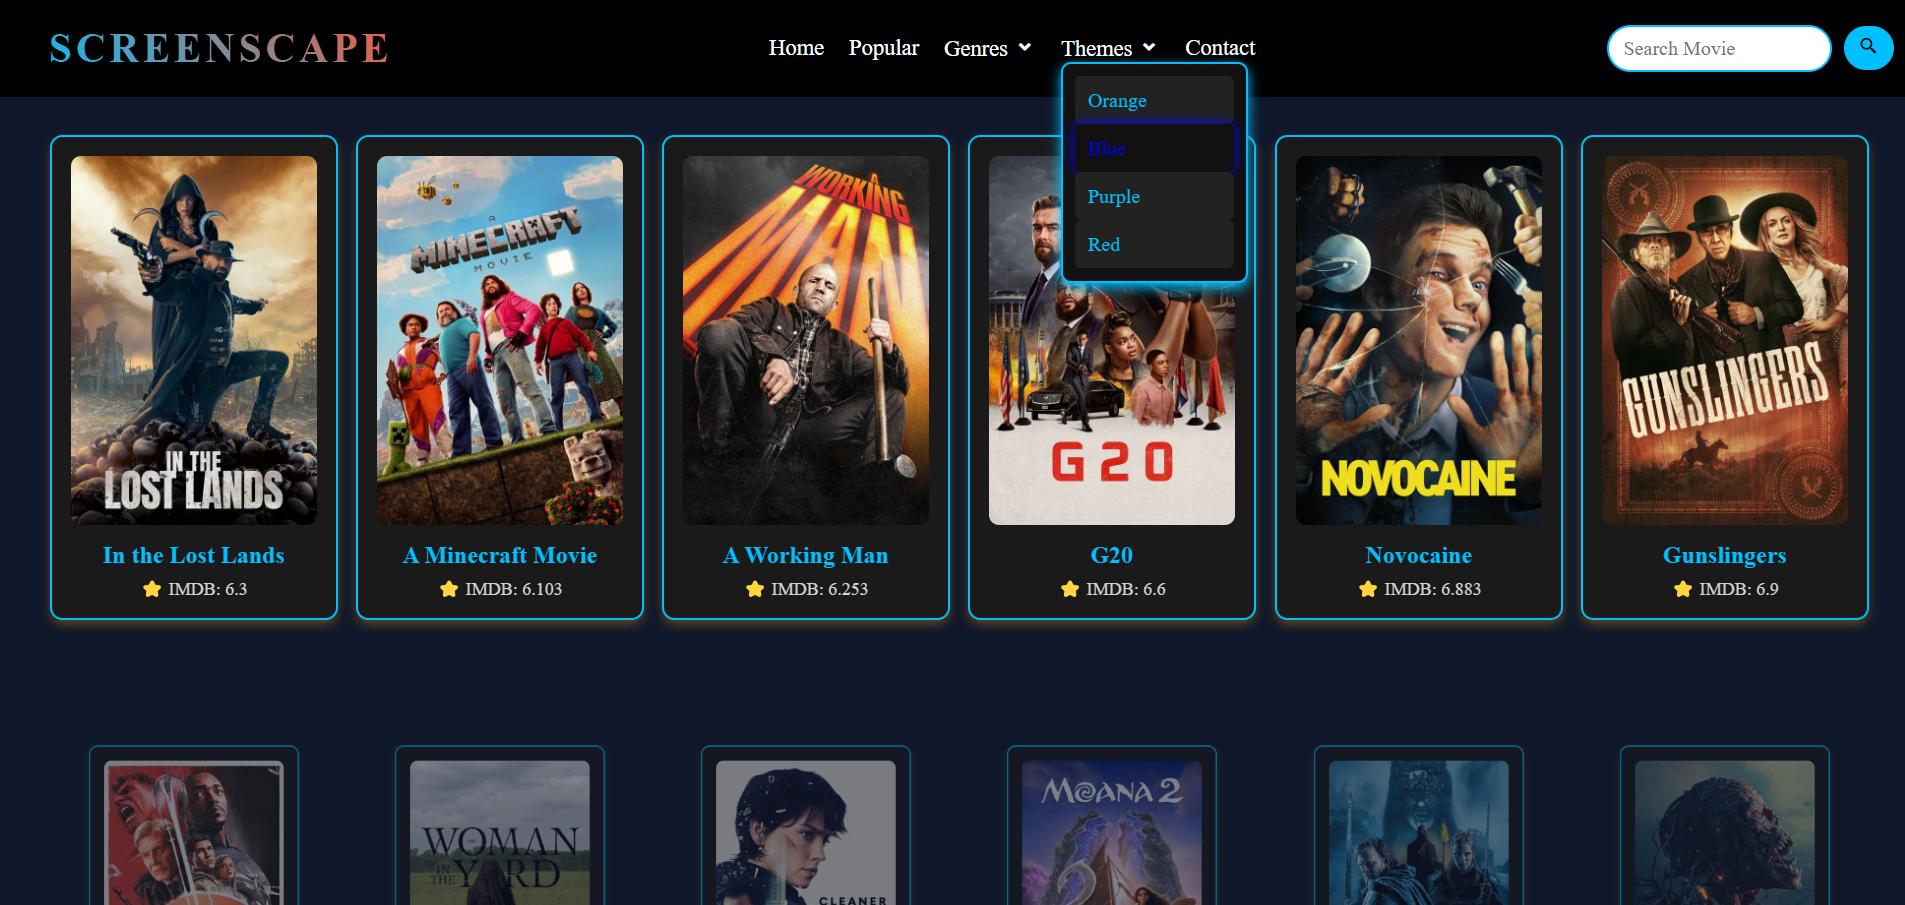 SCREENSCAPE
Home Popular Genres Themes Contact
Search Movie
Orange
Blue
Purple
Red
IN THE
LOST LANDS
A
MINECRAFT
MOVIE
A
WORKING
MAN
G20
NOVOCAINE
GUNSLINGERS
In the Lost Lands
IMDB: 6.3
A Minecraft Movie
IMDB: 6.103
A Working Man
IMDB: 6.253
G20
IMDB: 6.6
Novocaine
IMDB: 6.883
Gunslingers
IMDB: 6.9
WOMAN
IN THE YARD
CLEANER
MOANA 2